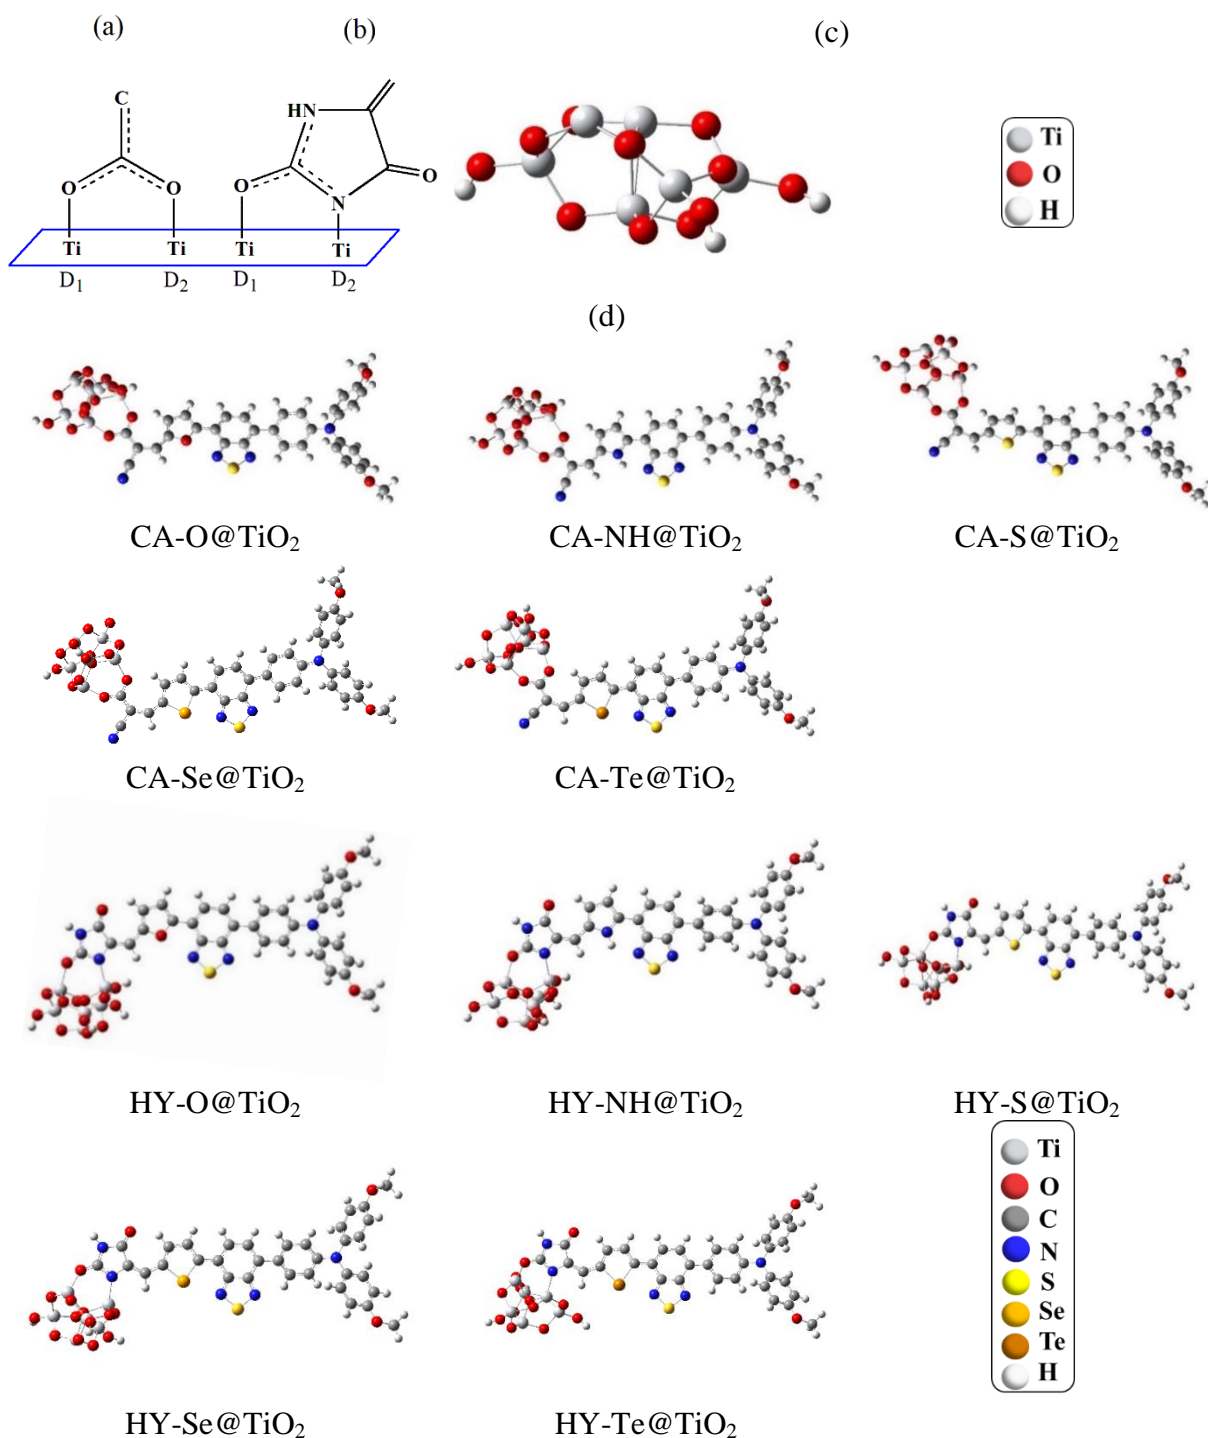 (a)
(b)
(c)
C
HN
O
O
O
N
O
Ti
Ti
Ti
Ti
D₁
D₂
D₁
D₂
Ti
O
H
(d)
CA-O@TiO₂
CA-NH@TiO₂
CA-S@TiO₂
CA-Se@TiO₂
CA-Te@TiO₂
HY-O@TiO₂
HY-NH@TiO₂
HY-S@TiO₂
Ti
O
C
N
S
Se
Te
H
HY-Se@TiO₂
HY-Te@TiO₂